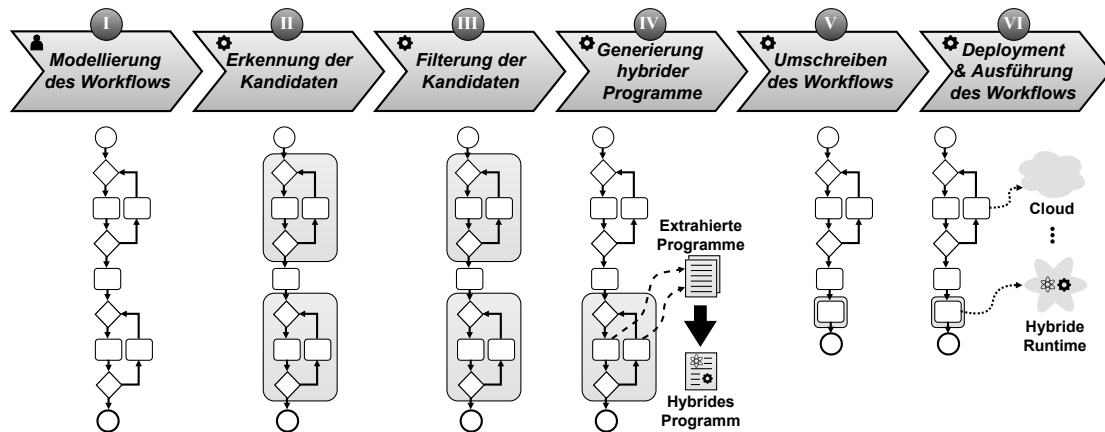 I
Modellierung
des Workflows
II
Erkennung der
Kandidaten
III
Filterung der
Kandidaten
IV
Generierung
hybrider
Programme
V
Umschreiben
des Workflows
VI
Deployment
& Ausführung
des Workflows
Extrahierte
Programme
Hybrides
Programm
Cloud
Hybride
Runtime